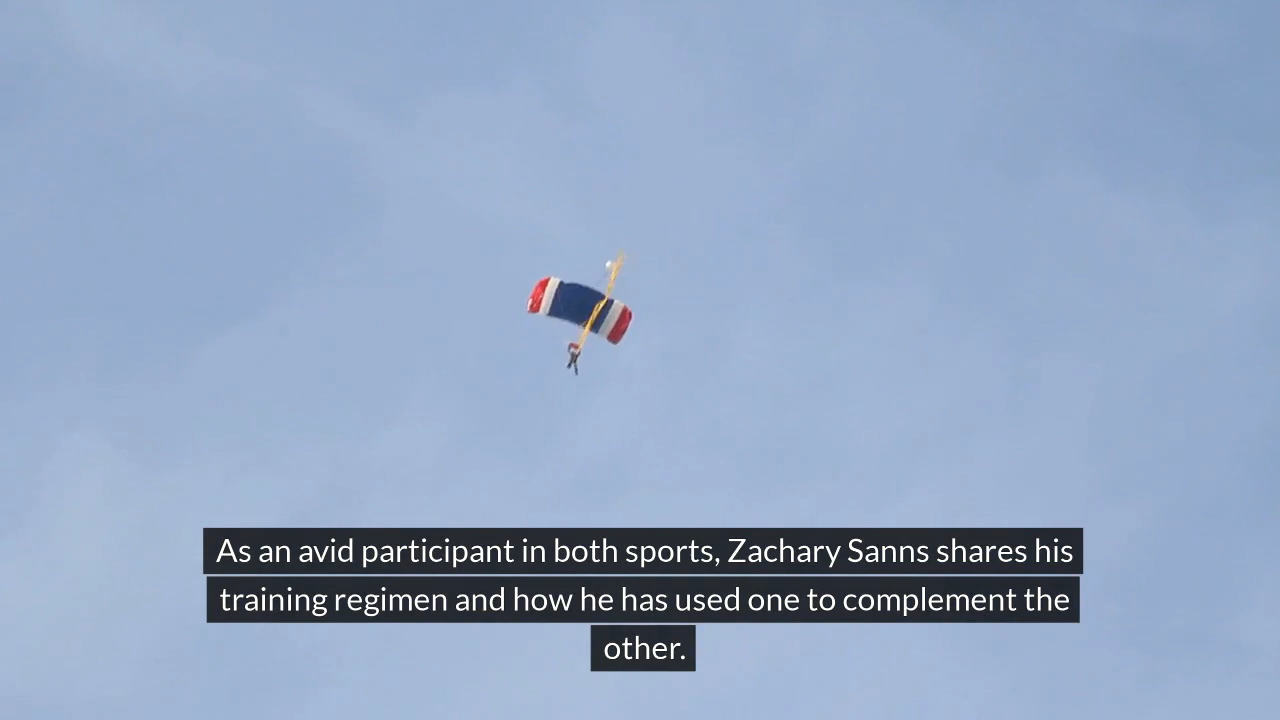 As an avid participant in both sports, Zachary Sanns shares his
training regimen and how he has used one to complement the
other.